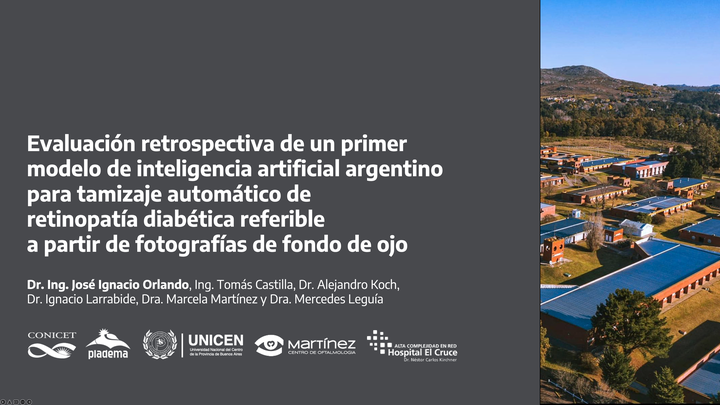 Evaluación retrospectiva de un primer
modelo de inteligencia artificial argentino
para tamizaje automático de
retinopatía diabética referible
a partir de fotografías de fondo de ojo
Dr. Ing. José Ignacio Orlando, Ing. Tomás Castilla, Dr. Alejandro Koch,
Dr. Ignacio Larrabide, Dra. Marcela Martínez y Dra. Mercedes Leguía
CONICET
pladema
UNICEN
Universidad Nacional del Centro
de la Provincia de Buenos Aires
MARTÍNEZ
CENTRO DE OFTALMOLOGÍA
ALTA COMPLEJIDAD EN RED
Hospital El Cruce
Dr. Néstor Carlos Kirchner